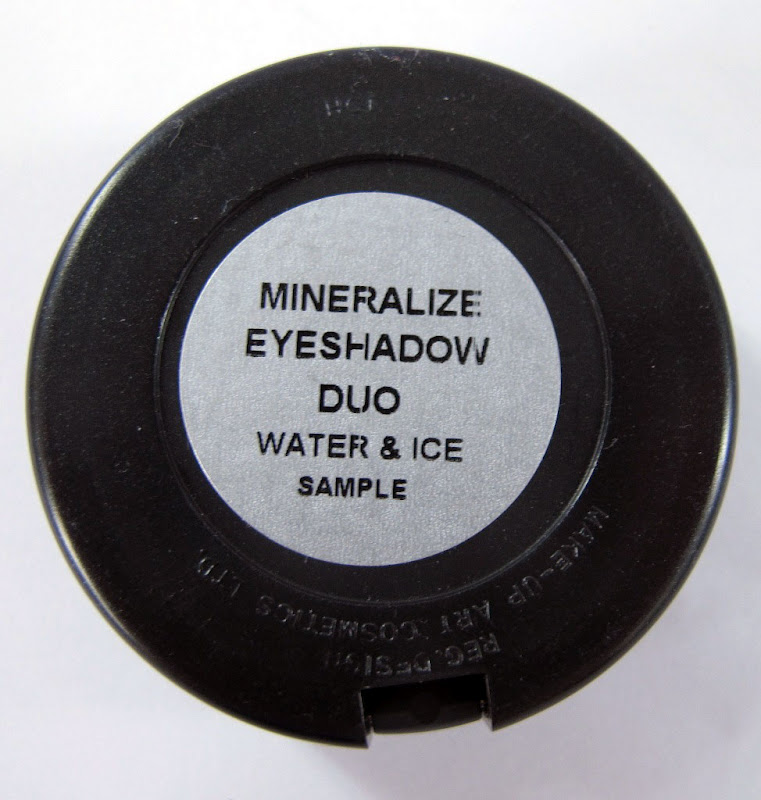 MINERALIZE
EYESHADOW
DUO
WATER & ICE
SAMPLE
MAKE-UP ART COSMETICS LTD.
REG. DESIGN